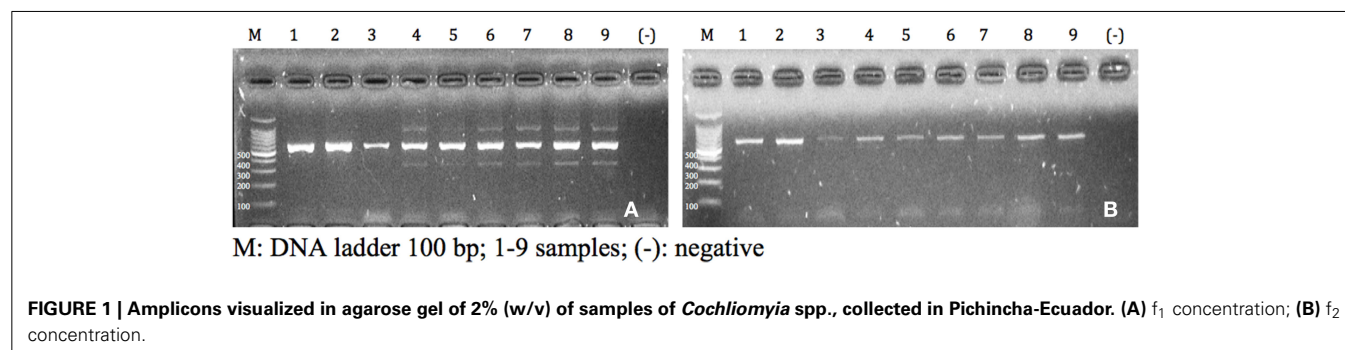 M 1 2 3 4 5 6 7 8 9 (-) M 1 2 3 4 5 6 7 8 9 (-)
500 500
400 400
300 300
200 200
100 100
A B
M: DNA ladder 100 bp; 1-9 samples; (-): negative
FIGURE 1 | Amplicons visualized in agarose gel of 2% (w/v) of samples of Cochliomyia spp., collected in Pichincha-Ecuador. (A) f₁ concentration; (B) f₂
concentration.